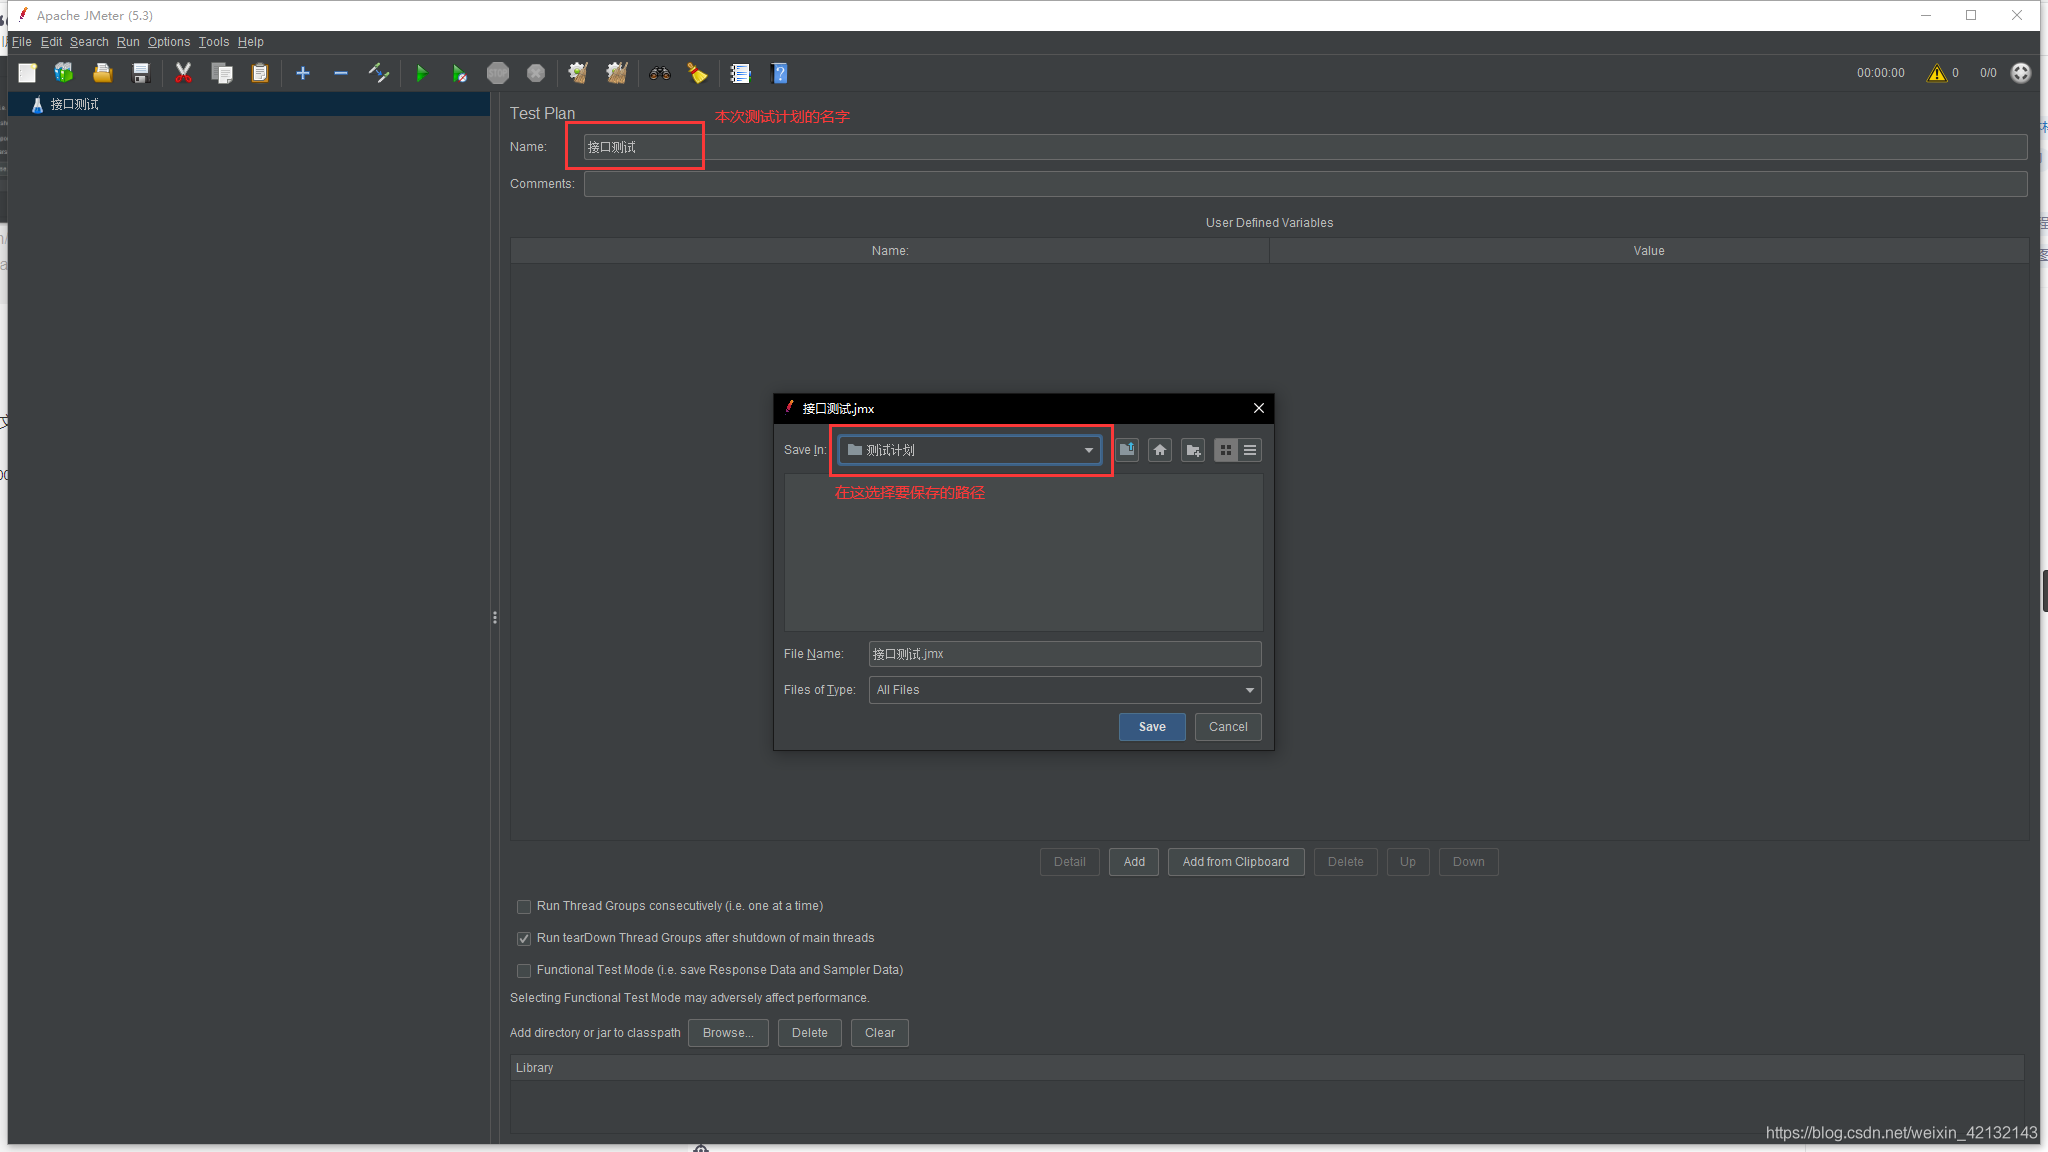 Apache JMeter (5.3)
File Edit Search Run Options Tools Help
00:00:00 0 0/0
接口测试
Test Plan
本次测试计划的名字
Name: 接口测试
Comments:
User Defined Variables
Name: Value
接口测试.jmx
Save In: 测试计划
在这选择要保存的路径
File Name: 接口测试.jmx
Files of Type: All Files
Save Cancel
Detail Add Add from Clipboard Delete Up Down
Run Thread Groups consecutively (i.e. one at a time)
Run tearDown Thread Groups after shutdown of main threads
Functional Test Mode (i.e. save Response Data and Sampler Data)
Selecting Functional Test Mode may adversely affect performance.
Add directory or jar to classpath Browse... Delete Clear
Library
https://blog.csdn.net/weixin_42132143